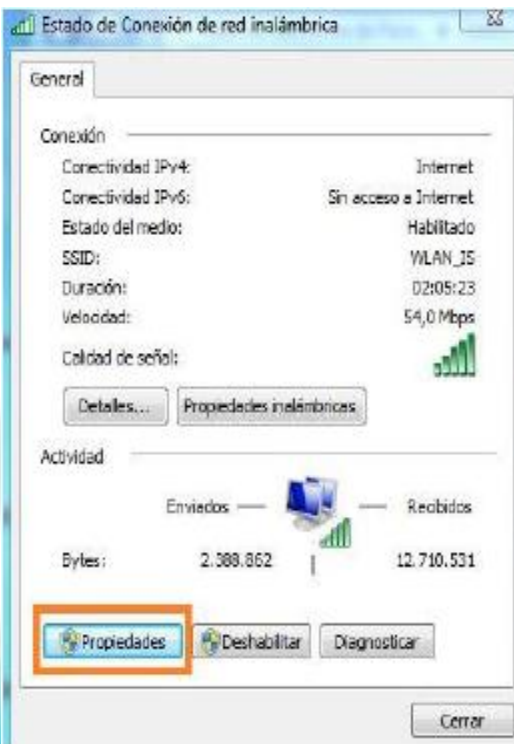 Estado de Conexión de red inalámbrica
General
Conexión
Conectividad IPv4: Internet
Conectividad IPv6: Sin acceso a Internet
Estado del medio: Habilitado
SSID: WLAN_IS
Duración: 02:05:23
Velocidad: 54,0 Mbps
Calidad de señal:
Detalles... Propiedades inalámbricas
Actividad
Enviados Recibidos
Bytes: 2.388.862 12.710.531
Propiedades Deshabilitar Diagnosticar
Cerrar